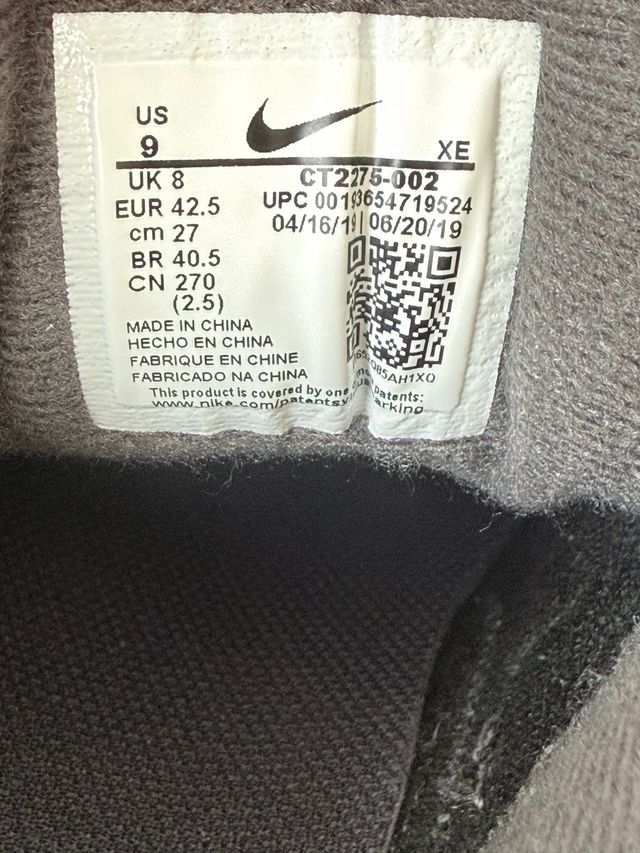 US
9
XE
UK 8
CT2275-002
EUR 42.5
UPC 00193654719524
cm 27
04/16/19 | 06/20/19
BR 40.5
CN 270
(2.5)
MADE IN CHINA
HECHO EN CHINA
FABRIQUE EN CHINE
FABRICADO NA CHINA
This product is covered by one patents:
www.nike.com/patents